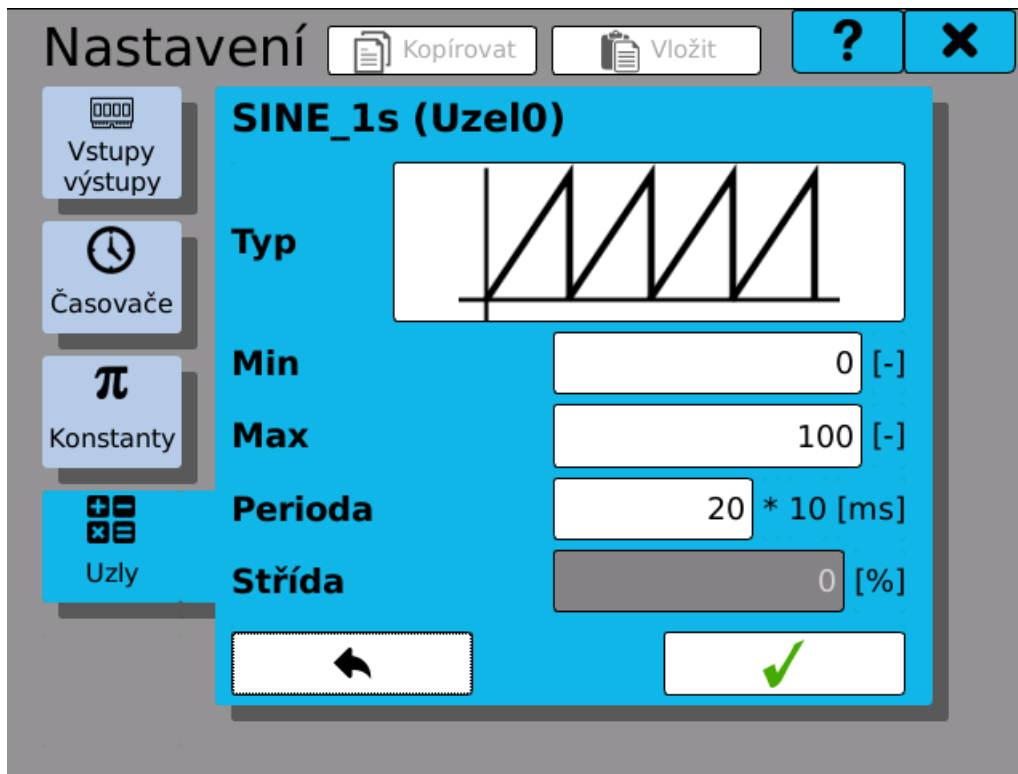 Nastavení
Kopírovat
Vložit
?
Vstupy
výstupy
Časovače
π
Konstanty
Uzly
SINE_1s (Uzel0)
Typ
Min 0 [-]
Max 100 [-]
Perioda 20 * 10 [ms]
Střída 0 [%]